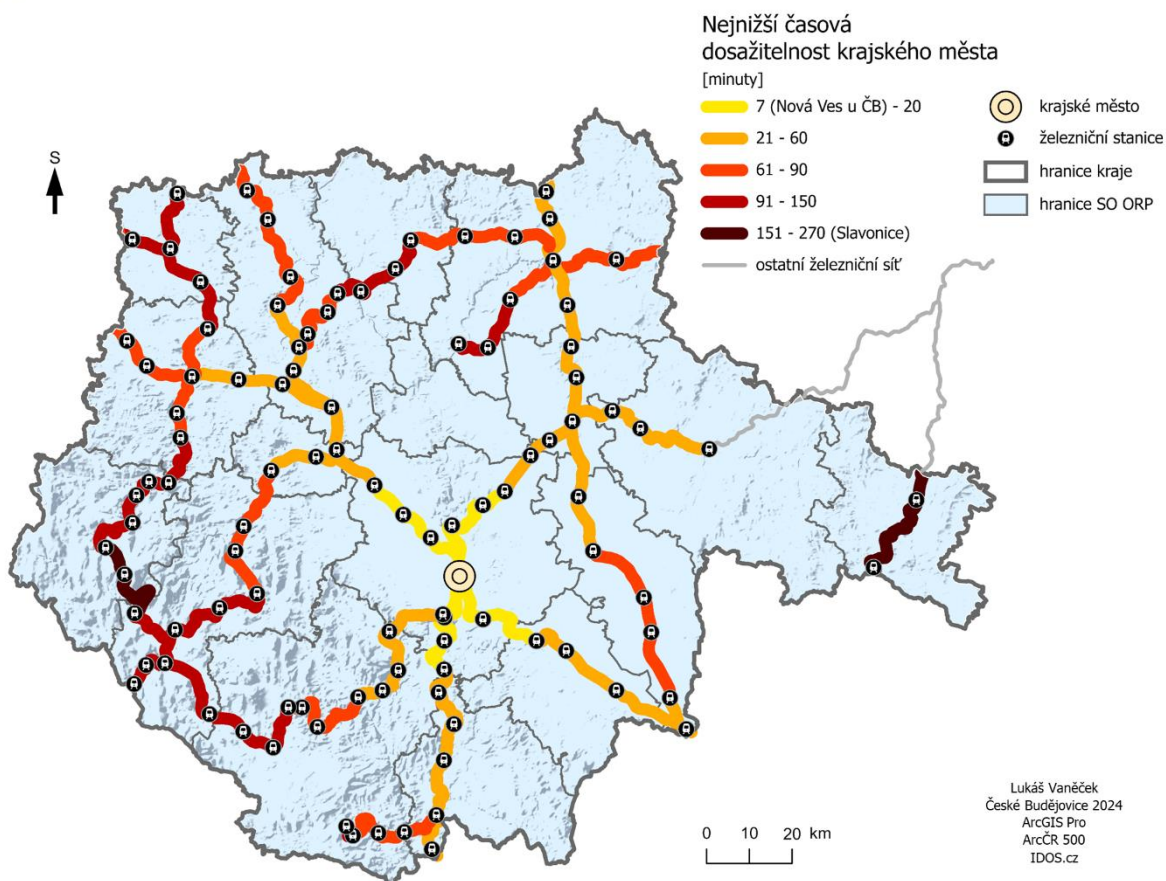 Nejnižší časová
dosažitelnost krajského města
[minuty]
7 (Nová Ves u ČB) - 20
21 - 60
61 - 90
91 - 150
151 - 270 (Slavonice)
ostatní železniční síť
krajské město
železniční stanice
hranice kraje
hranice SO ORP
S
0 10 20 km
Lukáš Vaněček
České Budějovice 2024
ArcGIS Pro
ArcČR 500
IDOS.cz